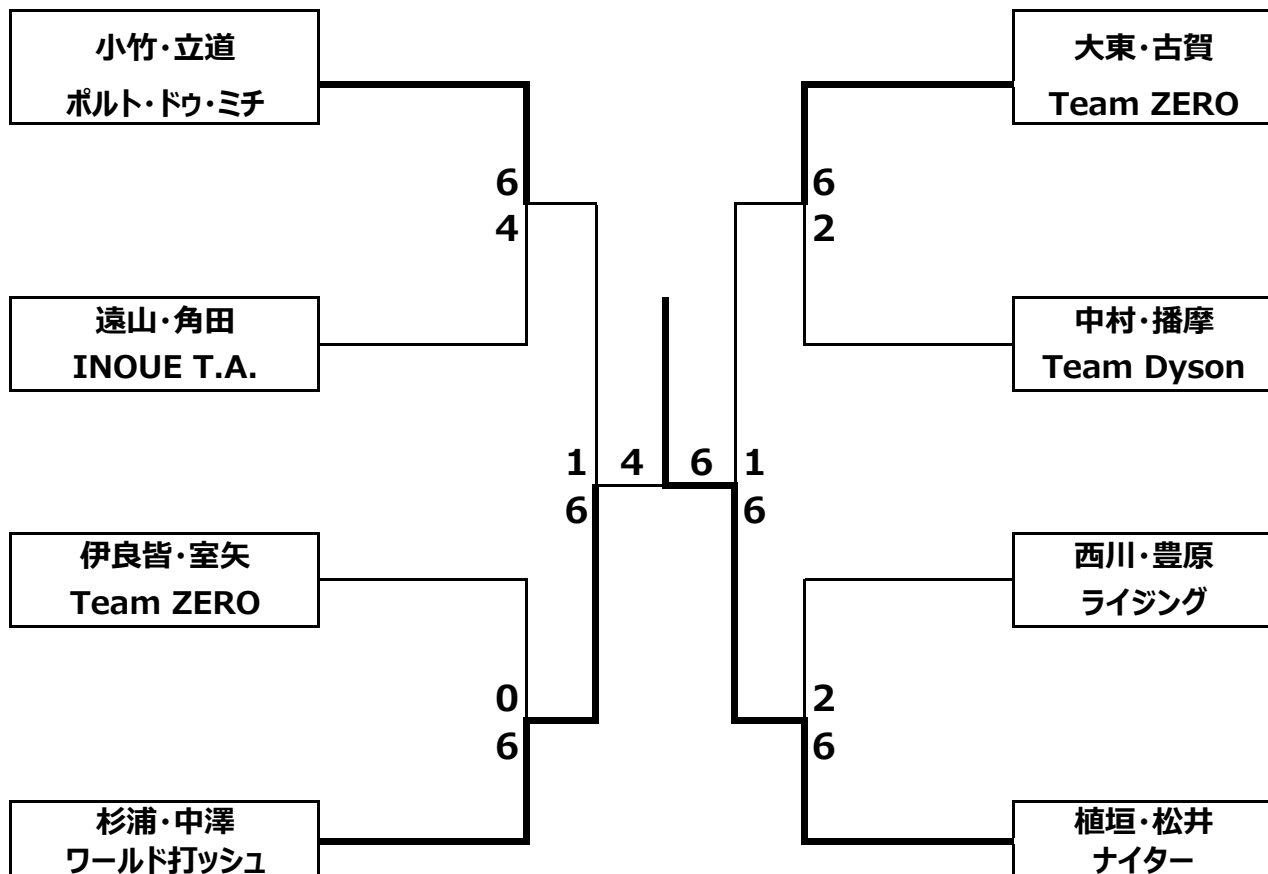 小竹・立道
ポルト・ドゥ・ミチ
大東・古賀
Team ZERO
6
4
6
2
遠山・角田
INOUE T.A.
中村・播摩
Team Dyson
1
4
6
1
6
6
伊良皆・室矢
Team ZERO
西川・豊原
ライジング
0
6
2
6
杉浦・中澤
ワールド打ッシュ
植垣・松井
ナイター